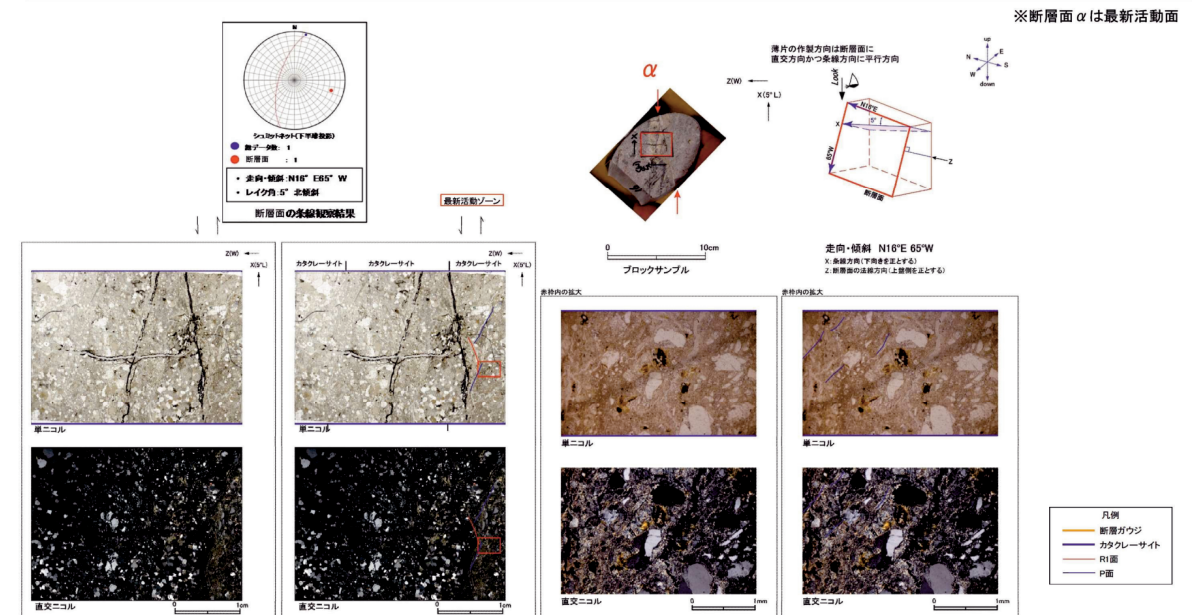 ※断層面αは最新活動面
N
シュミットネット(下半球投影)
総データ数: 1
断層面 : 1
・ 走向・傾斜:N16°E65°W
・ レイク角:5°北傾斜
断層面の条線観察結果
α
Z(W)
X(5°L)
0 10cm
ブロックサンプル
薄片の作製方向は断層面に
直交方向かつ条線方向に平行方向
Look
up
N
E
W
S
down
N16°E
X
5°
65°W
Z
断層面
走向・傾斜 N16°E 65°W
X:条線方向(下向きを正とする)
Z:断層面の法線方向(上盤側を正とする)
最新活動ゾーン
Z(W)
X(5°L)
単ニコル
直交ニコル
0 1cm
カタクレーサイト カタクレーサイト カタクレーサイト
Z(W)
X(5°L)
単ニコル
直交ニコル
0 1cm
赤枠内の拡大
単ニコル
直交ニコル
0 1mm
赤枠内の拡大
単ニコル
直交ニコル
0 1mm
凡例
断層ガウジ
カタクレーサイト
R1面
P面